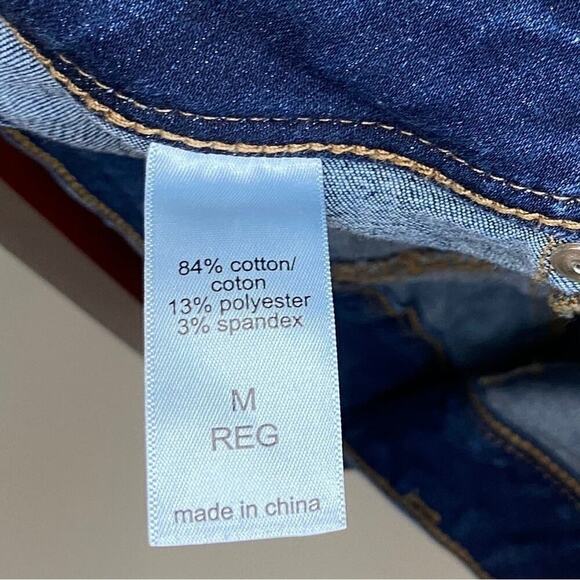 84% cotton/
coton
13% polyester
3% spandex
M
REG
made in china